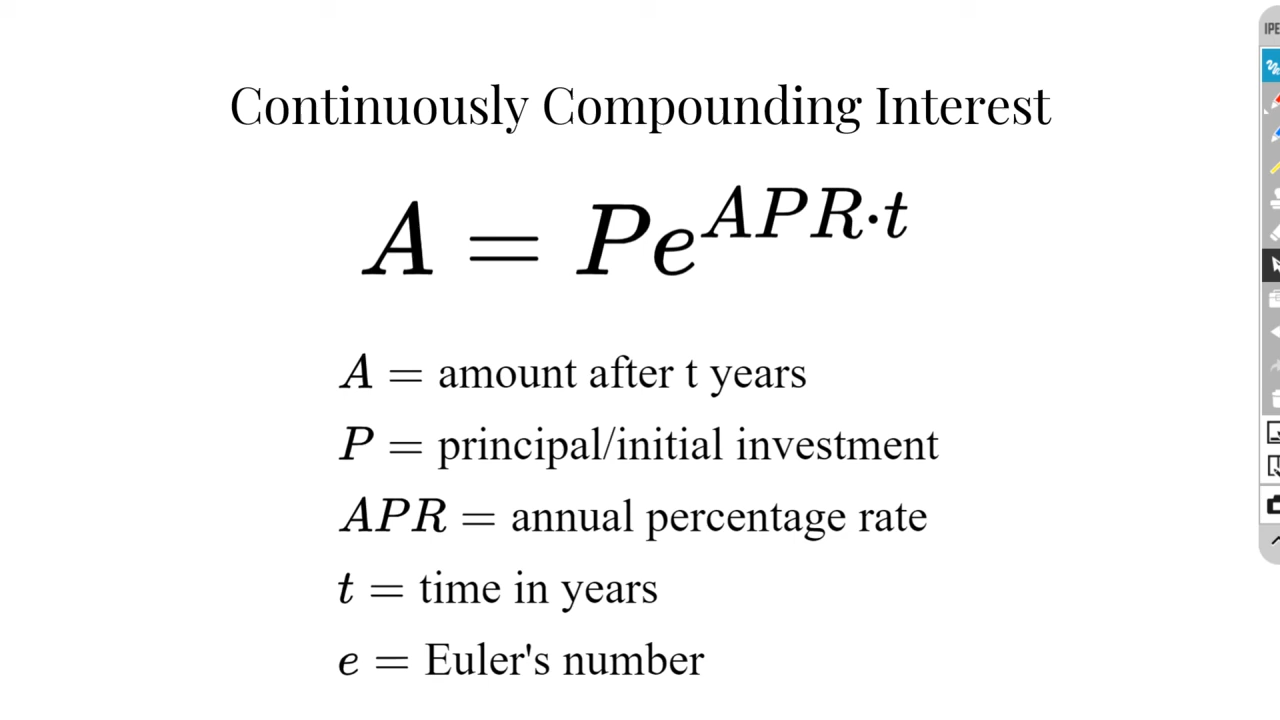 Continuously Compounding Interest
A = Pe^{APR·t}
A = amount after t years
P = principal/initial investment
APR = annual percentage rate
t = time in years
e = Euler's number